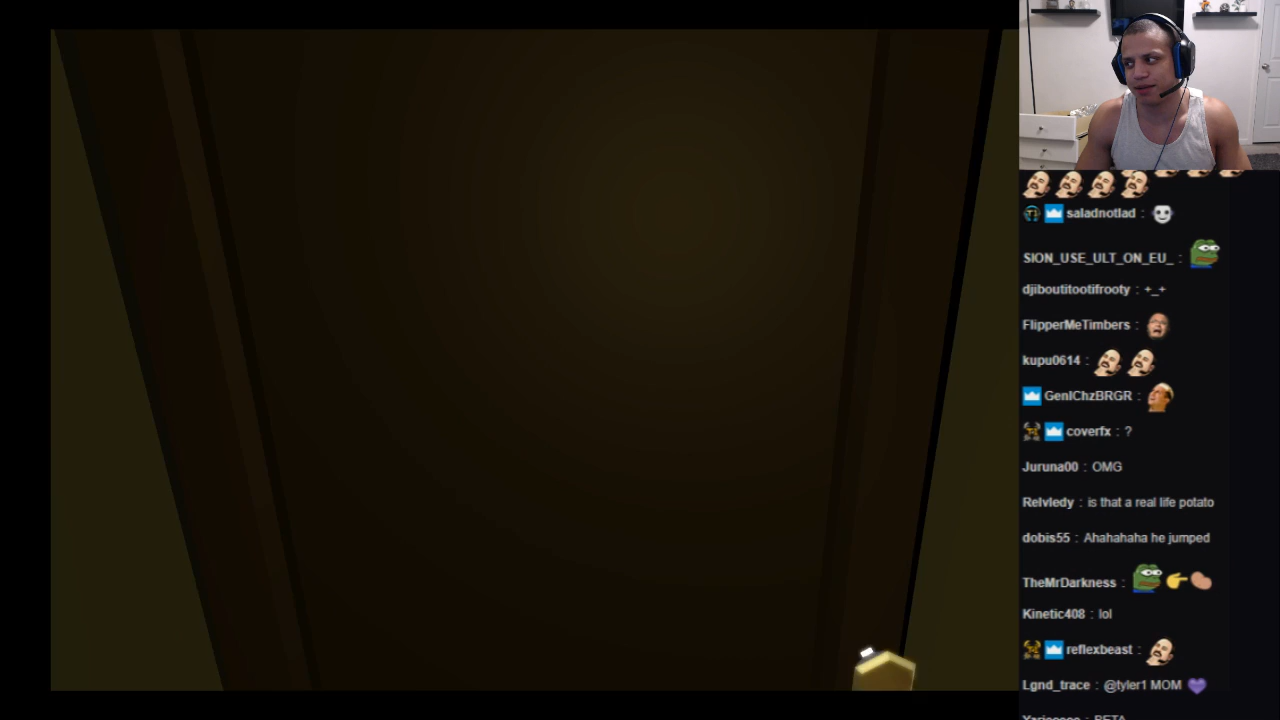 saladnotlad :
SION_USE_ULT_ON_EU_ :
djiboutitootifrooty : +_+
FlipperMeTimbers :
kupu0614 :
GenIChzBRGR :
coverfx : ?
Juruna00 : OMG
Relvledy : is that a real life potato
dobis55 : Ahahahaha he jumped
TheMrDarkness :
Kinetic408 : lol
reflexbeast :
Lgnd_trace : @tyler1 MOM